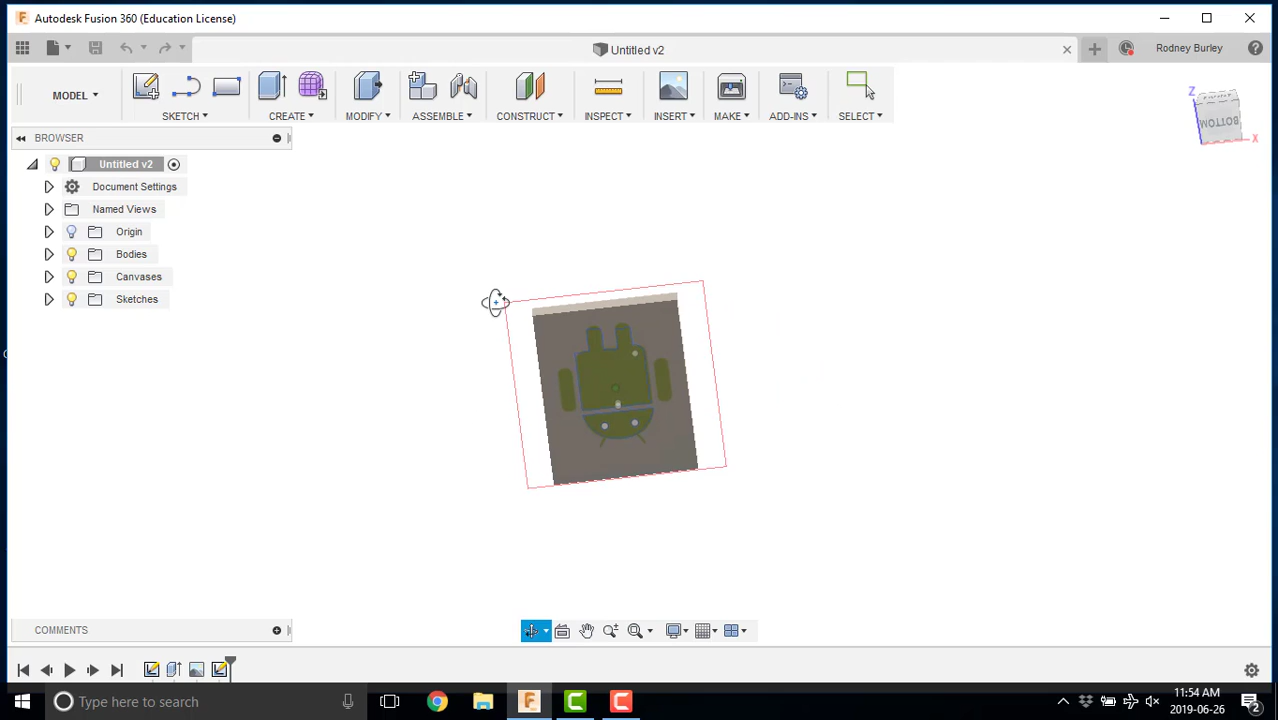 Autodesk Fusion 360 (Education License)
Untitled v2
Rodney Burley
MODEL
SKETCH
CREATE
MODIFY
ASSEMBLE
CONSTRUCT
INSPECT
INSERT
MAKE
ADD-INS
SELECT
Z
BOTTOM
X
BROWSER
Untitled v2
Document Settings
Named Views
Origin
Bodies
Canvases
Sketches
COMMENTS
Type here to search
11:54 AM
2019-06-26
2